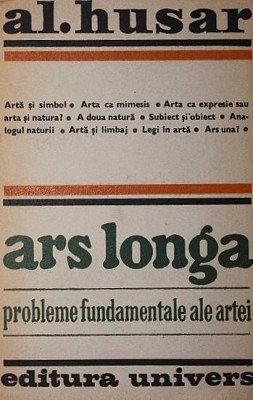 al.husar
Artă și simbol • Arta ca mimesis • Arta ca expresie sau
arta și natura? • A doua natură • Subiect și obiect • Ana-
logul naturii • Artă și limbaj • Legi în artă • Ars una? •
ars longa
probleme fundamentale ale artei
editura univers